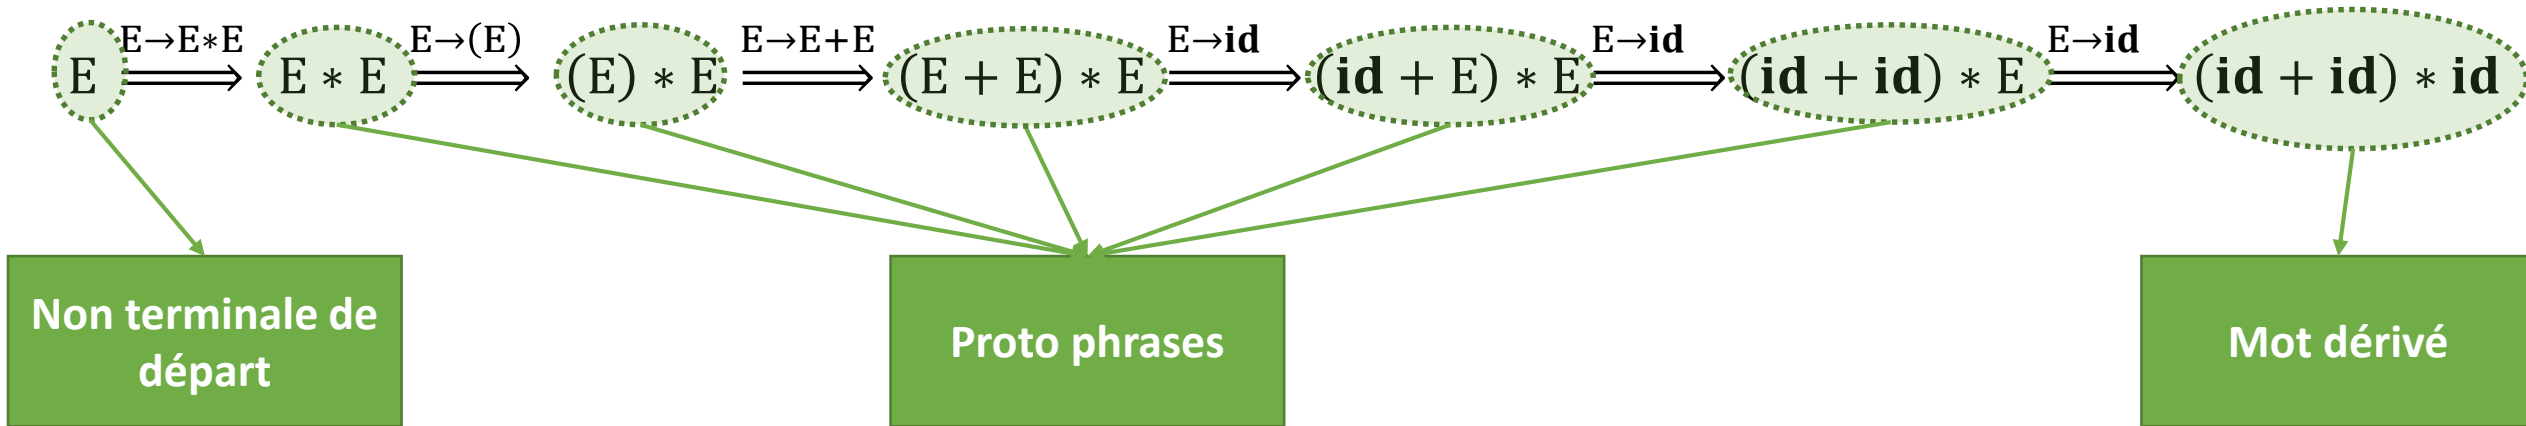 E→E∗E E→(E) E→E+E E→id E→id E→id
E ⟹ E ∗ E ⟹ (E) ∗ E ⟹ (E + E) ∗ E ⟹ (id + E) ∗ E ⟹ (id + id) ∗ E ⟹ (id + id) ∗ id
Non terminale de
départ
Proto phrases
Mot dérivé